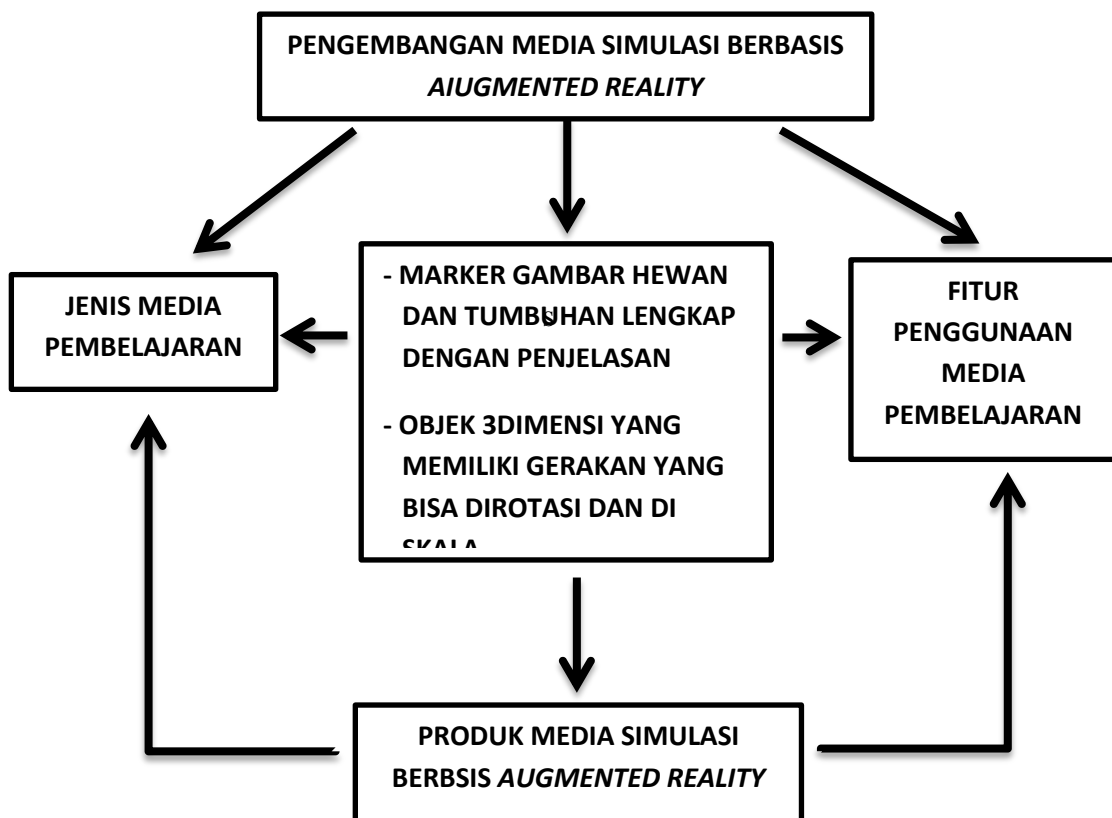 PENGEMBANGAN MEDIA SIMULASI BERBASIS
AIUGMENTED REALITY
JENIS MEDIA
PEMBELAJARAN
- MARKER GAMBAR HEWAN
DAN TUMBUHAN LENGKAP
DENGAN PENJELASAN
s
- OBJEK 3DIMENSI YANG
MEMILIKI GERAKAN YANG
BISA DIROTASI DAN DI
SKALA
FITUR
PENGGUNAAN
MEDIA
PEMBELAJARAN
PRODUK MEDIA SIMULASI
BERBSIS AUGMENTED REALITY